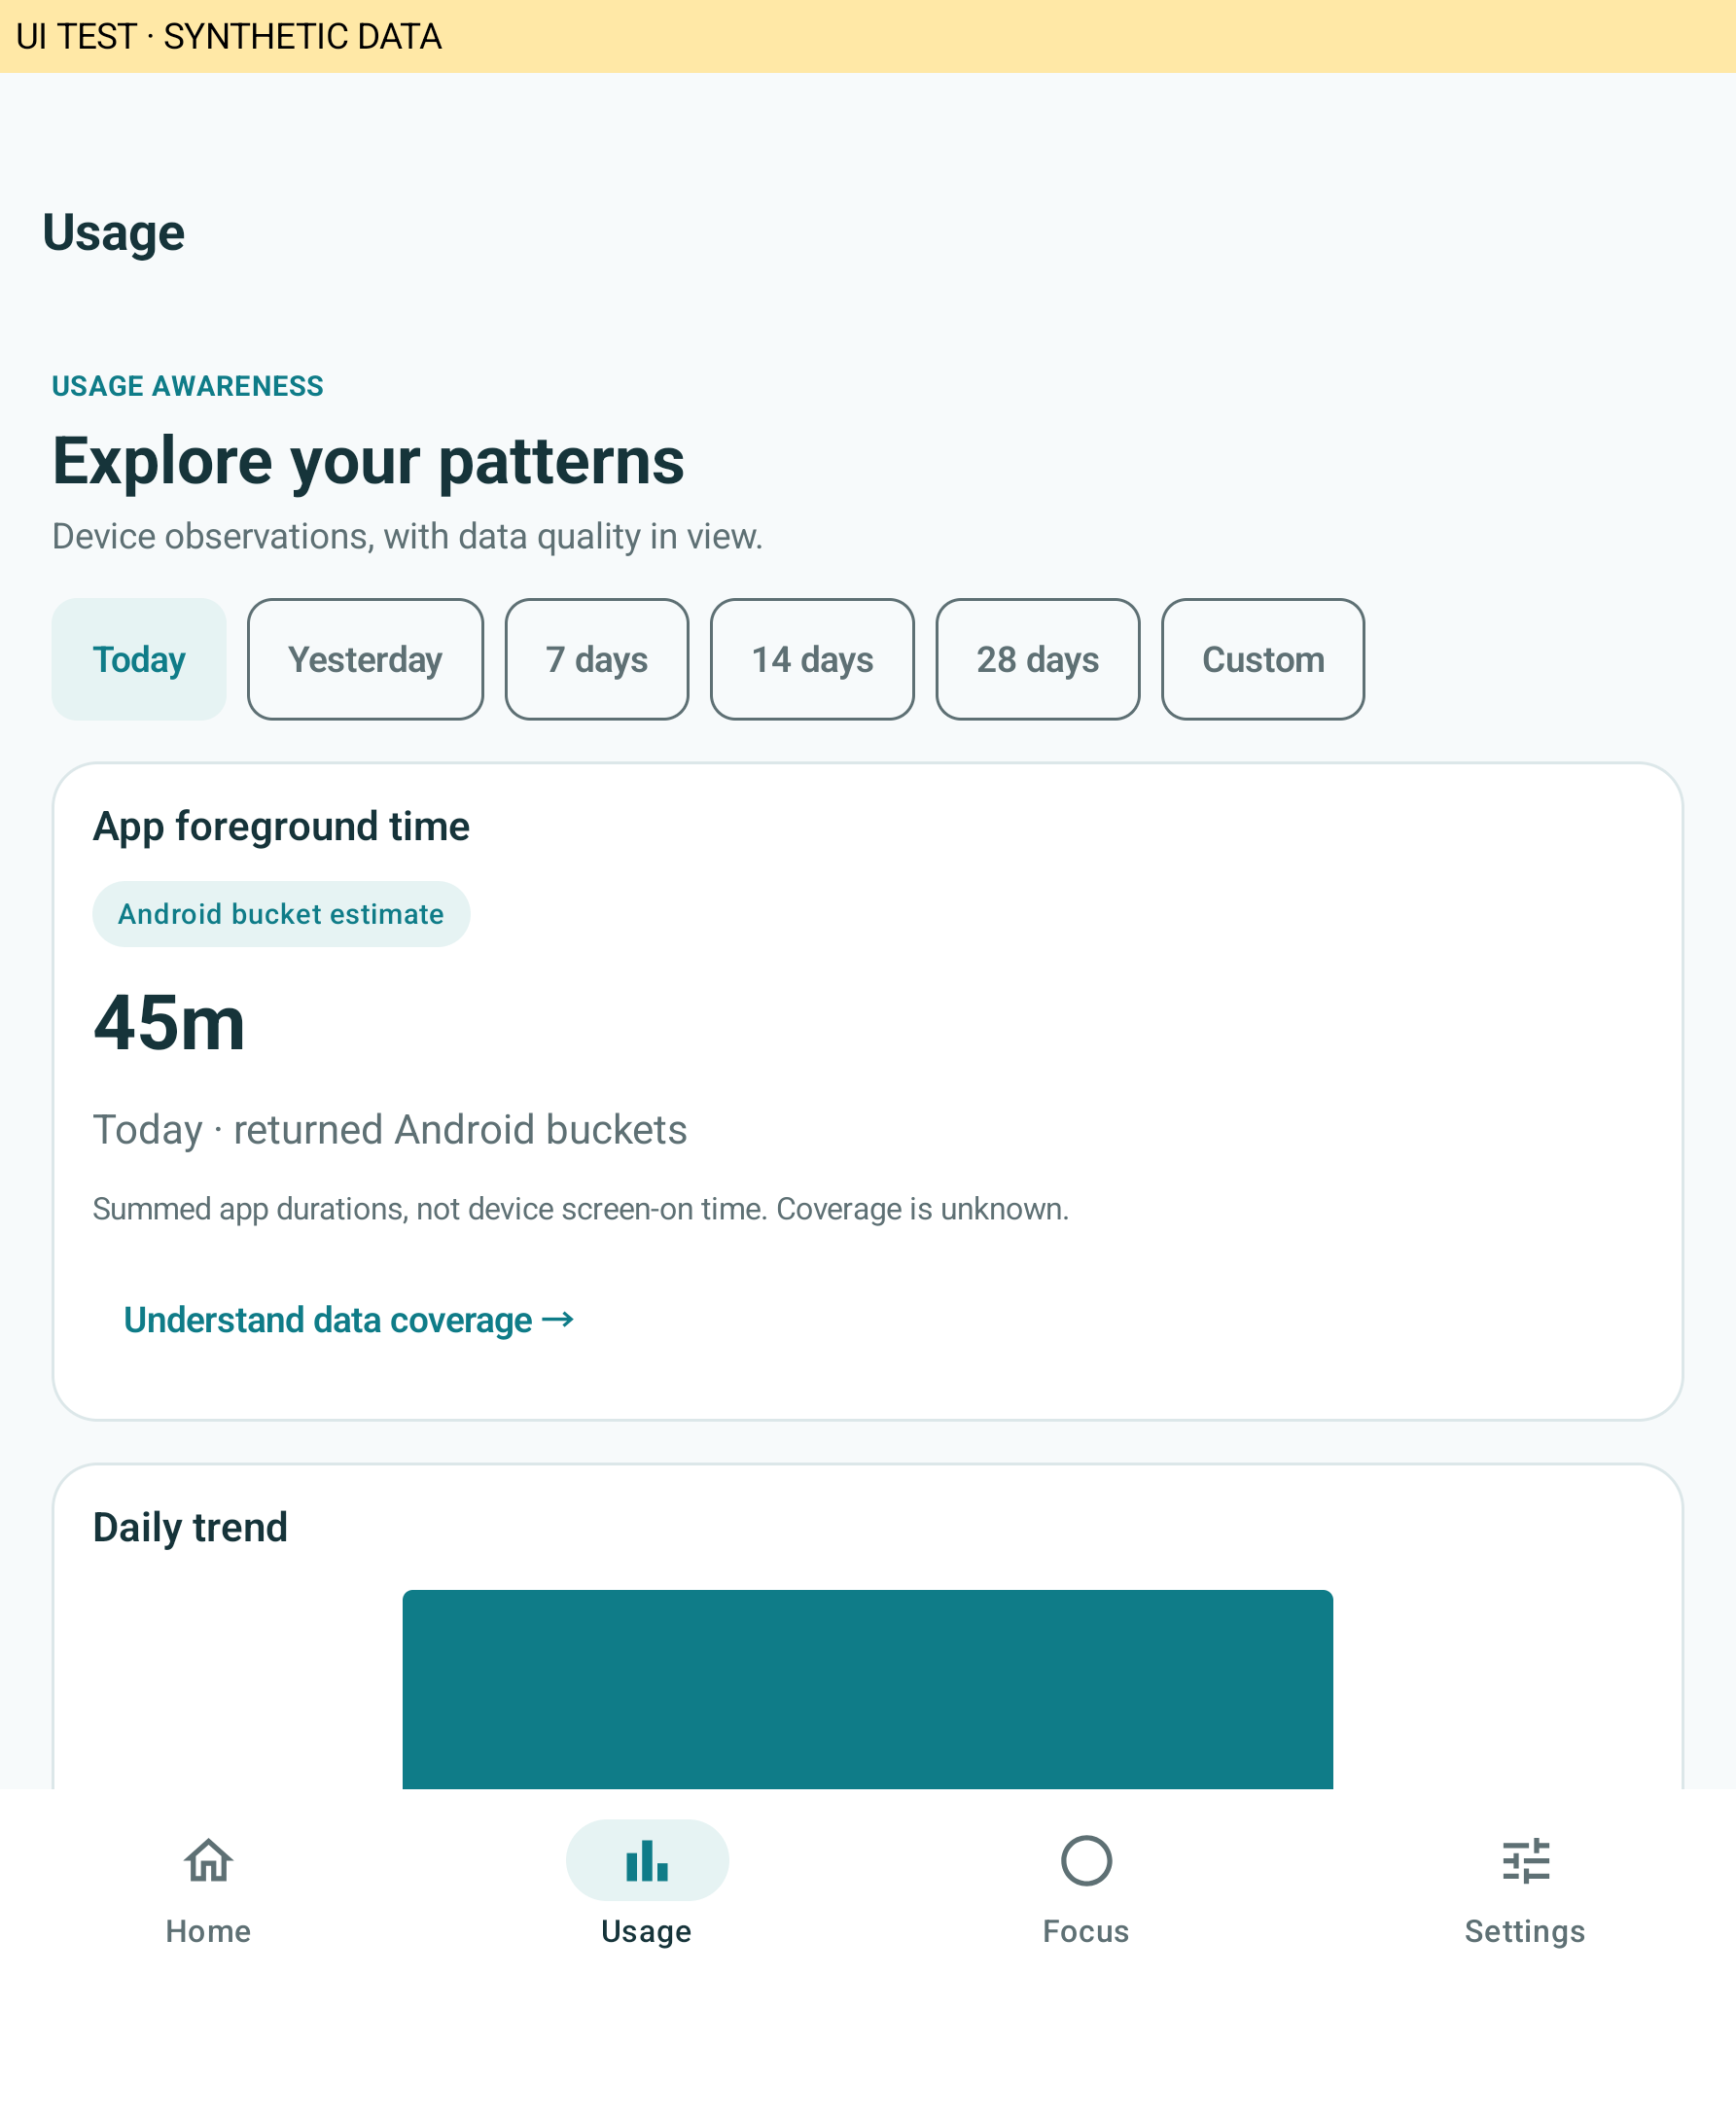 UI TEST · SYNTHETIC DATA
Usage
USAGE AWARENESS
Explore your patterns
Device observations, with data quality in view.
Today Yesterday 7 days 14 days 28 days Custom
App foreground time
Android bucket estimate
45m
Today · returned Android buckets
Summed app durations, not device screen-on time. Coverage is unknown.
Understand data coverage →
Daily trend
Home Usage Focus Settings